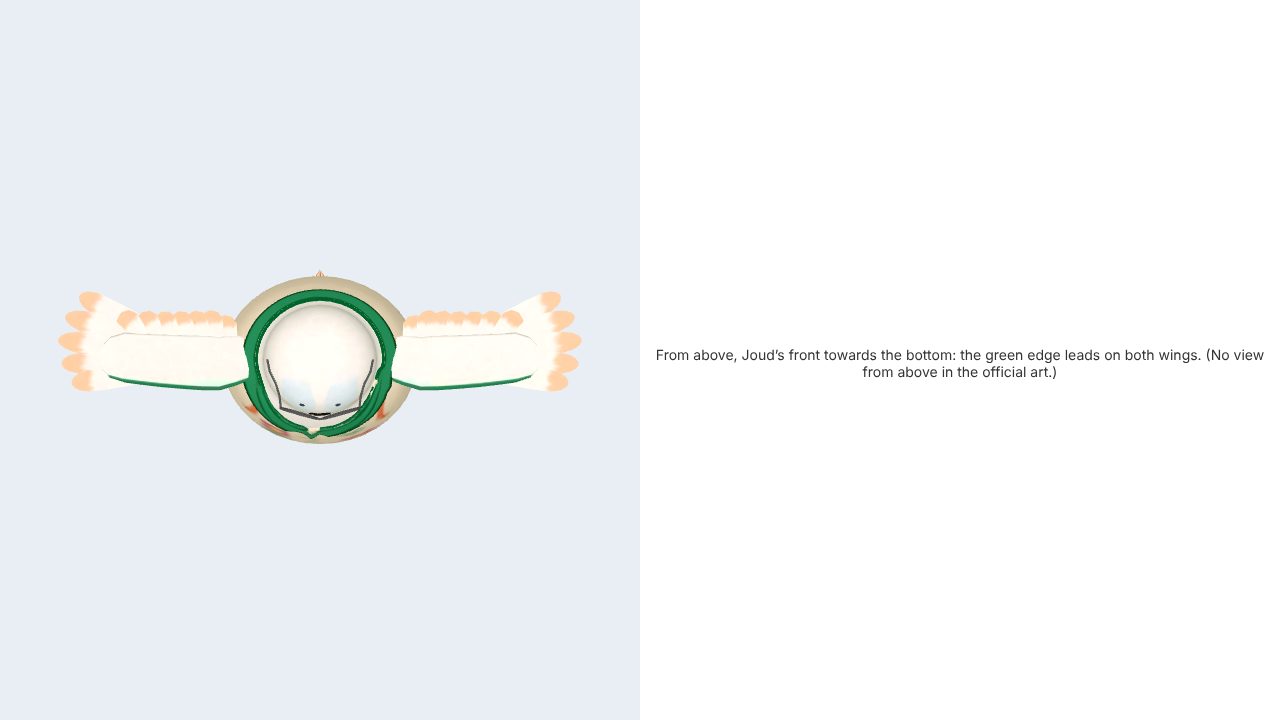 From above, Joud’s front towards the bottom: the green edge leads on both wings. (No view
from above in the official art.)